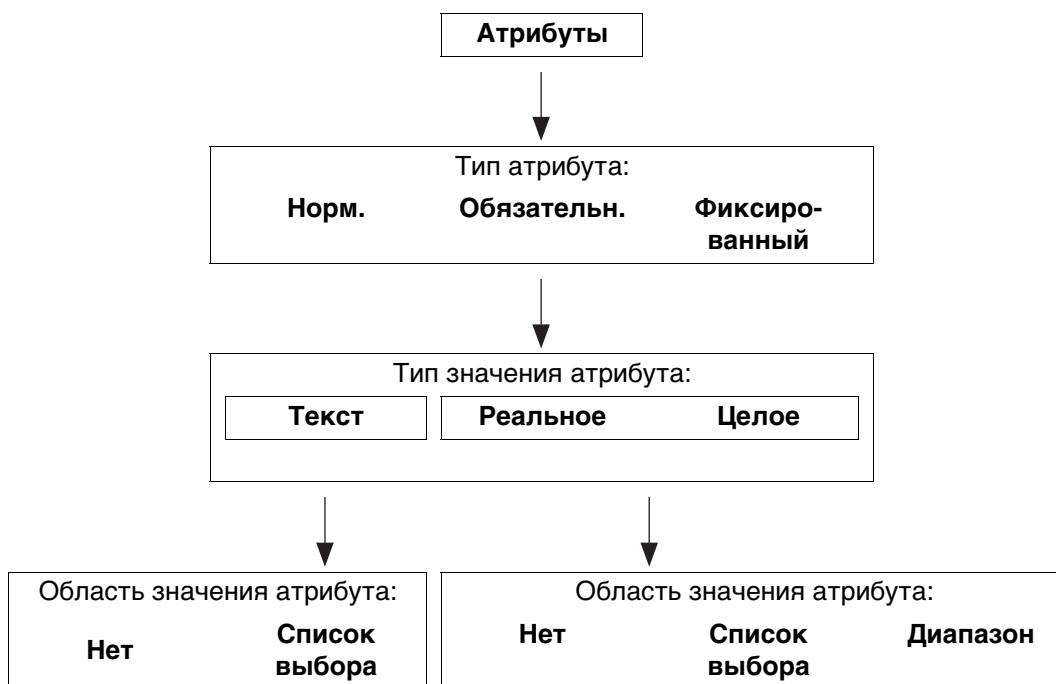 Атрибуты
Тип атрибута:
Норм. Обязательн. Фиксиро-
ванный
Тип значения атрибута:
Текст Реальное Целое
Область значения атрибута:
Нет Список
выбора
Область значения атрибута:
Нет Список Диапазон
выбора